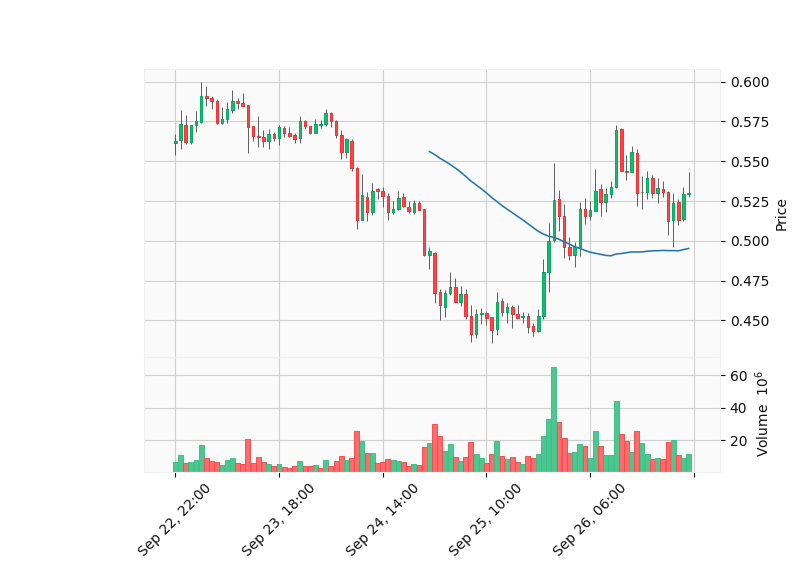 0.600
0.575
0.550
0.525
0.500
0.475
0.450
Price
60
40
20
Volume 10^6
Sep 22, 22:00
Sep 23, 18:00
Sep 24, 14:00
Sep 25, 10:00
Sep 26, 06:00